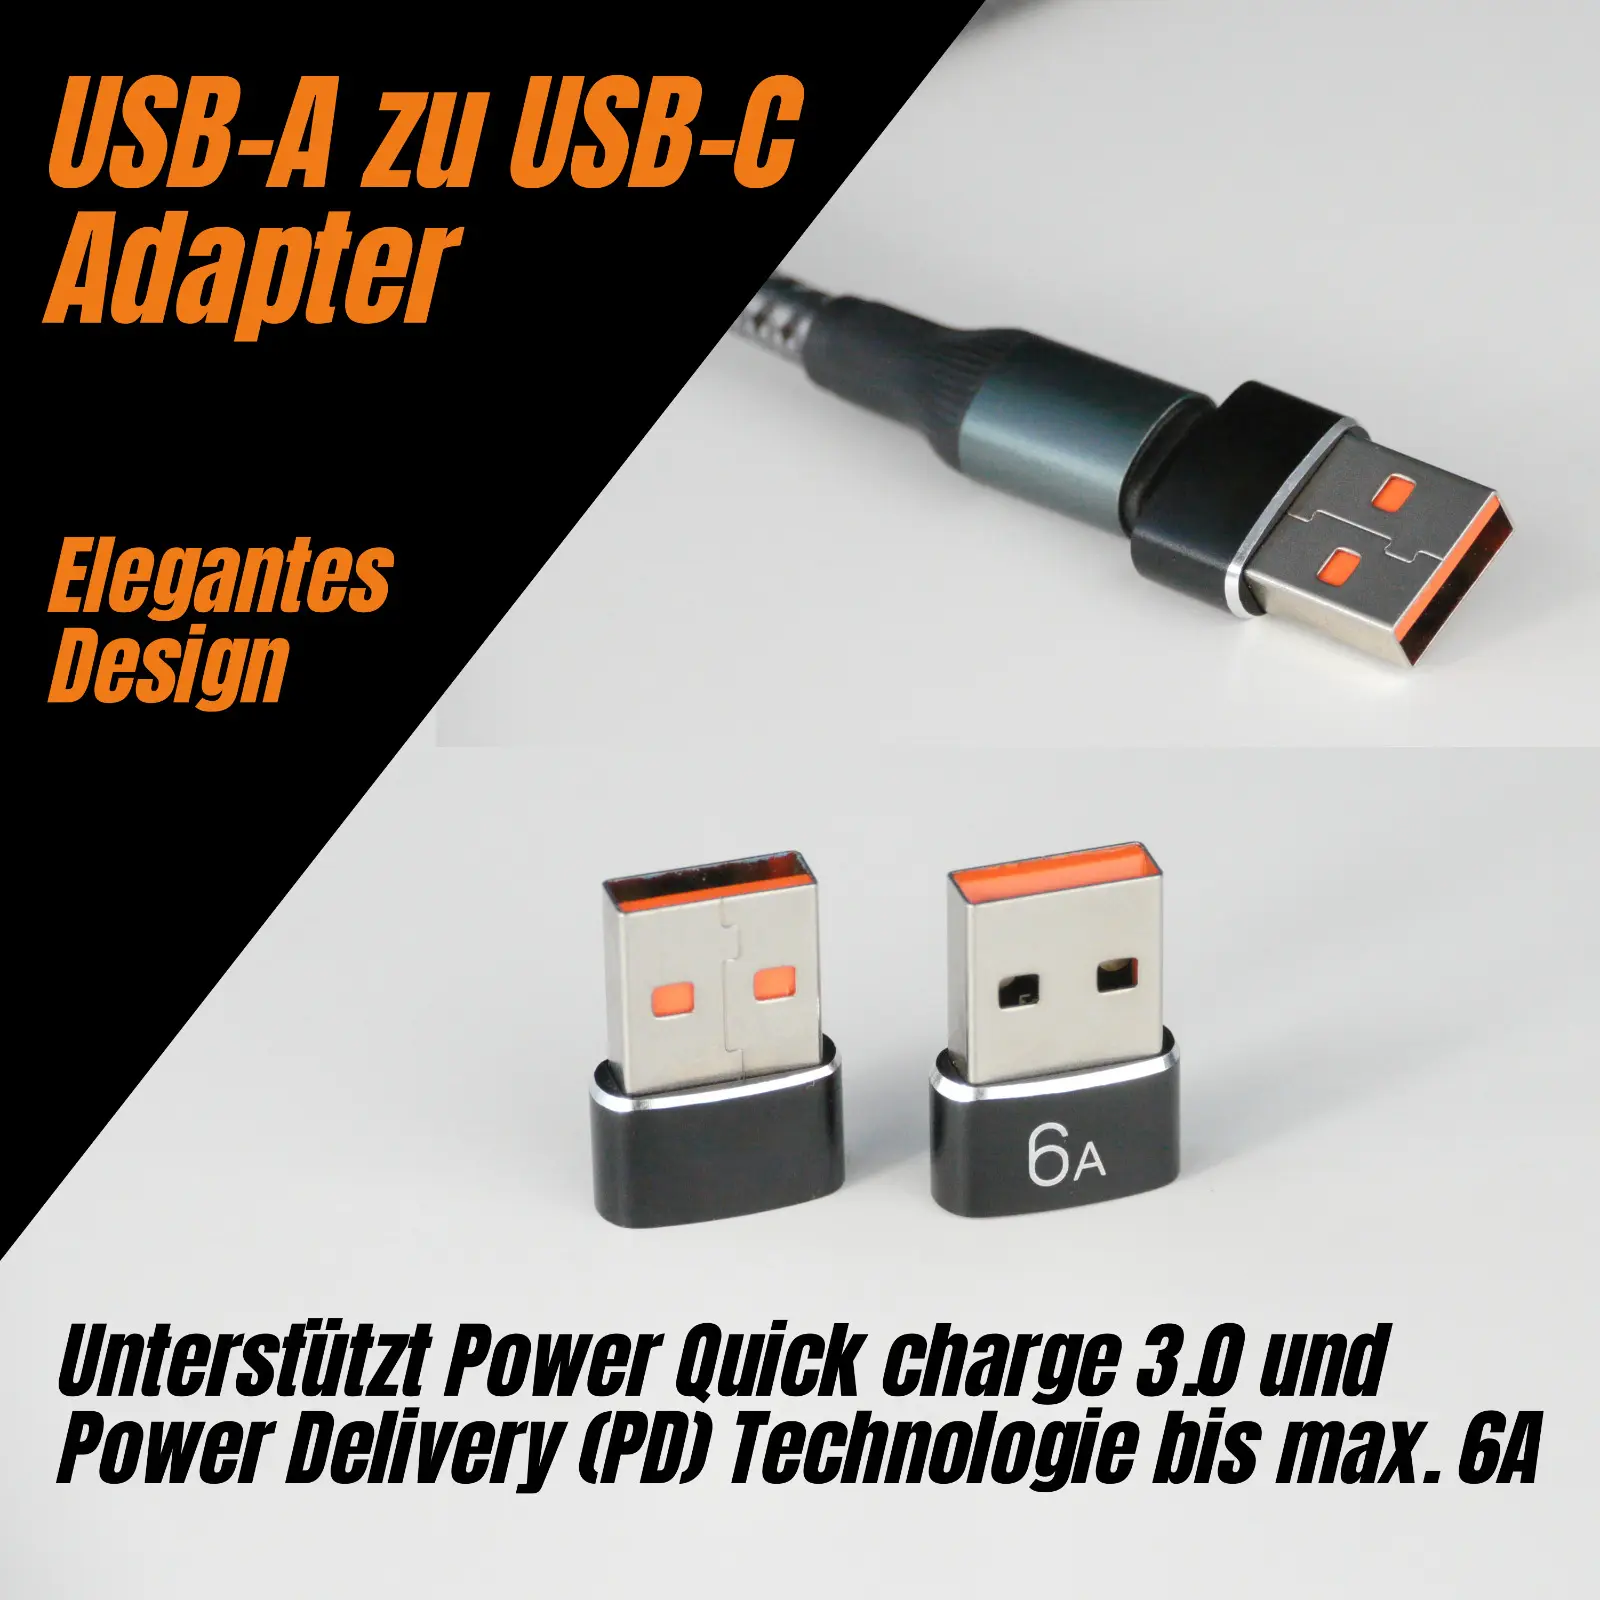 USB-A zu USB-C
Adapter
Elegantes
Design
6A
Unterstützt Power Quick charge 3.0 und
Power Delivery (PD) Technologie bis max. 6A